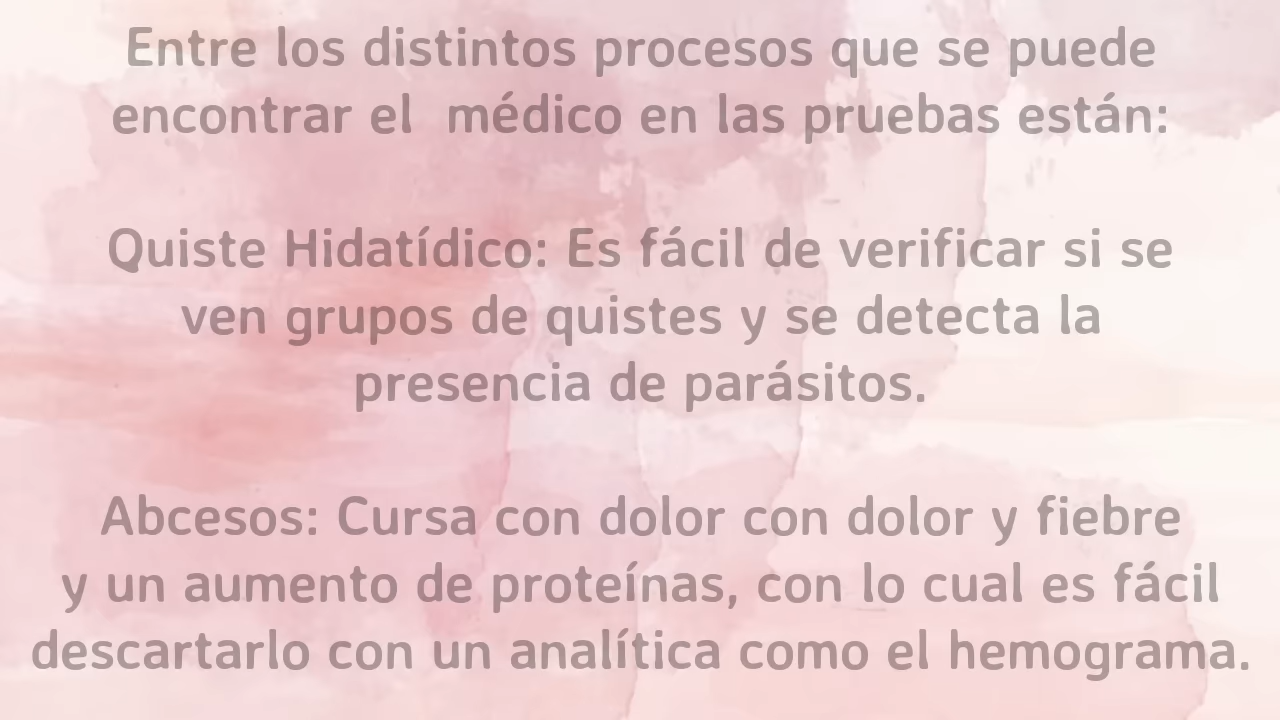 Entre los distintos procesos que se puede
encontrar el  médico en las pruebas están:
Quiste Hidatídico: Es fácil de verificar si se
ven grupos de quistes y se detecta la
presencia de parásitos.
Abcesos: Cursa con dolor con dolor y fiebre
y un aumento de proteínas, con lo cual es fácil
descartarlo con un analítica como el hemograma.